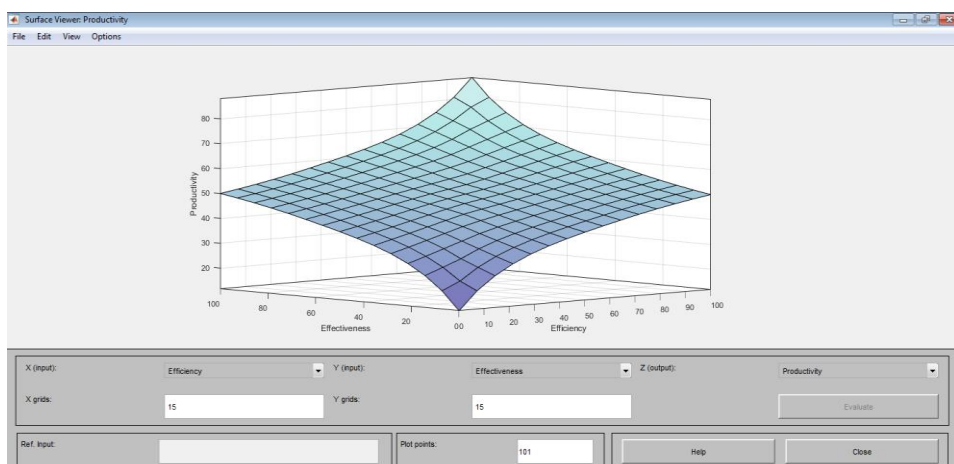 Surface Viewer: Productivity
File Edit View Options
80
70
60
50
40
30
20
Productivity
100 80 60 40 20 0
Effectiveness
0 10 20 30 40 50 60 70 80 90 100
Efficiency
X (input): Efficiency Y (input): Effectiveness Z (output): Productivity
X grids: 15 Y grids: 15 Evaluate
Ref. Input: Plot points: 101 Help Close